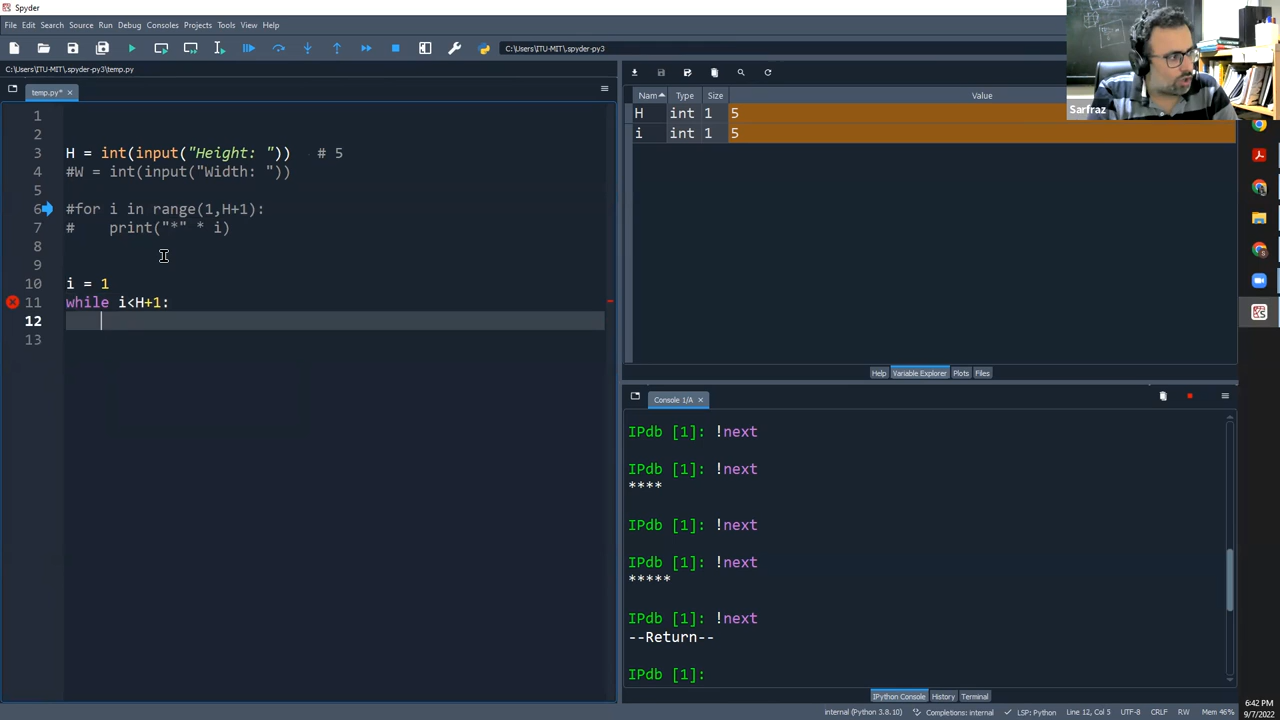 Spyder
File Edit Search Source Run Debug Consoles Projects Tools View Help
C:\Users\ITU-MIT\.spyder-py3
C:\Users\ITU-MIT\.spyder-py3\temp.py
temp.py*
1
2
3 H = int(input("Height: ")) # 5
4 #W = int(input("Width: "))
5
6 #for i in range(1,H+1):
7 # print("*" * i)
8
9
10 i = 1
11 while i<H+1:
12
13
Nam Type Size Value
H int 1 5
i int 1 5
Sarfraz
Help Variable Explorer Plots Files
Console 1/A
IPdb [1]: !next
IPdb [1]: !next
****
IPdb [1]: !next
IPdb [1]: !next
*****
IPdb [1]: !next
--Return--
IPdb [1]:
IPython Console History Terminal
internal (Python 3.8.10) Completions: internal LSP: Python Line 12, Col 5 UTF-8 CRLF RW Mem 46%
6:42 PM
9/7/2022